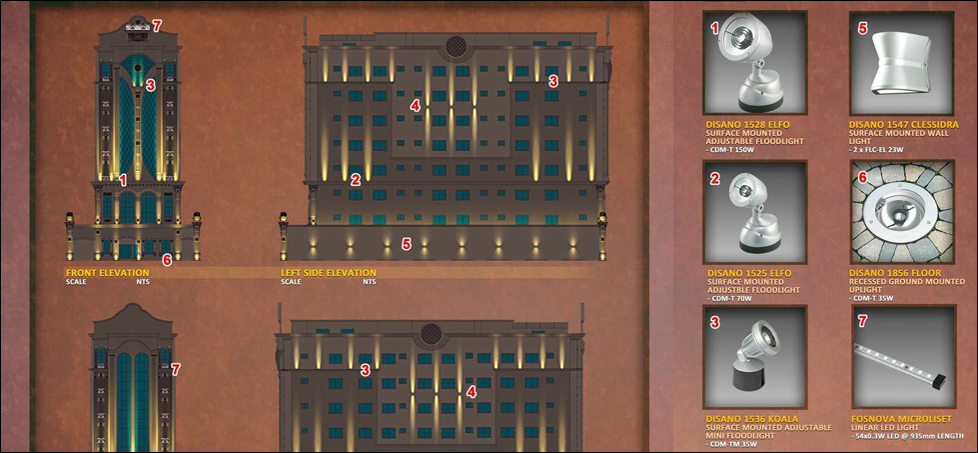 7
3
1
6
FRONT ELEVATION
SCALE NTS
3
4
2
5
LEFT SIDE ELEVATION
SCALE NTS
7
3
4
1
DISANO 1528 ELFO
SURFACE MOUNTED
ADJUSTABLE FLOODLIGHT
- CDM-T 150W
5
DISANO 1547 CLESSIDRA
SURFACE MOUNTED WALL
LIGHT
- 2 x FLC-EL 23W
2
DISANO 1525 ELFO
SURFACE MOUNTED
ADJUSTBLE FLOODLIGHT
- CDM-T 70W
6
DISANO 1856 FLOOR
RECESSED GROUND MOUNTED
UPLIGHT
- CDM-T 35W
3
DISANO 1536 KOALA
SURFACE MOUNTED ADJUSTABLE
MINI FLOODLIGHT
- CDM-TM 35W
7
FOSNOVA MICROLISET
LINEAR LED LIGHT
- 54x0.3W LED @ 935mm LENGTH